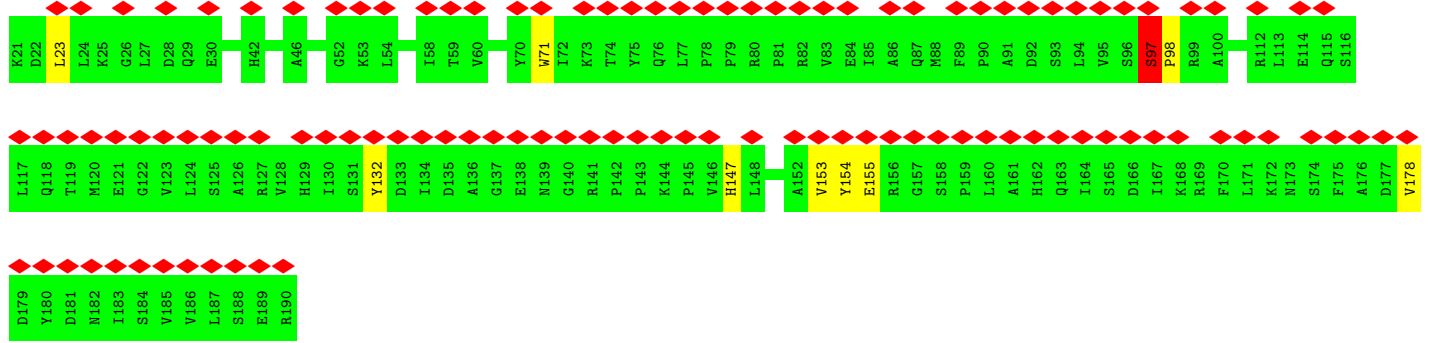 K21 D22 L23 L24 K25 G26 L27 D28 Q29 E30 H42 A46 G52 K53 L54 I58 T59 V60 Y70 W71 I72 K73 T74 Y75 Q76 L77 P78 P79 R80 P81 R82 V83 E84 I85 A86 Q87 M88 F89 P90 A91 D92 S93 L94 V95 S96 S97 P98 R99 A100 R112 L113 E114 Q115 S116
L117 Q118 T119 M120 E121 G122 V123 L124 S125 A126 R127 V128 H129 I130 S131 Y132 D133 I134 D135 A136 G137 E138 N139 G140 R141 P142 P143 K144 P145 V146 H147 L148 A152 V153 Y154 E155 R156 G157 S158 P159 L160 A161 H162 Q163 I164 S165 D166 I167 K168 R169 F170 L171 K172 N173 S174 F175 A176 D177 V178
D179 Y180 D181 N182 I183 S184 V185 V186 L187 S188 E189 R190